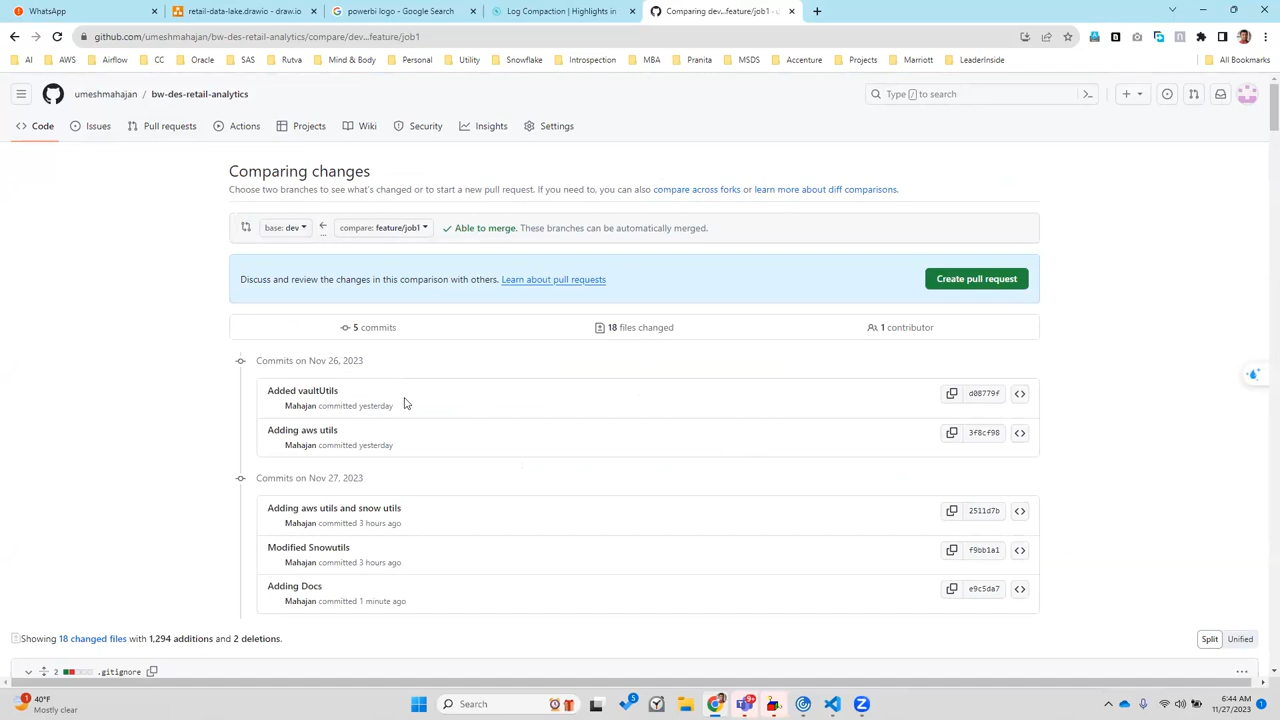 WhatsApp
retail-data-lake.drawio - draw.io
powerbi logo - Google Search
Log Compaction | Highlights in
Comparing dev...feature/job1 · u
github.com/umeshmahajan/bw-des-retail-analytics/compare/dev...feature/job1
AI
AWS
Airflow
CC
Oracle
SAS
Rutva
Mind & Body
Personal
Utility
Snowflake
Introspection
MBA
Pranita
MSDS
Accenture
Projects
Marriott
LeaderInside
All Bookmarks
umeshmahajan / bw-des-retail-analytics
Type / to search
Code
Issues
Pull requests
Actions
Projects
Wiki
Security
Insights
Settings
Comparing changes
Choose two branches to see what's changed or to start a new pull request. If you need to, you can also compare across forks or learn more about diff comparisons.
base: dev
...
compare: feature/job1
Able to merge. These branches can be automatically merged.
Discuss and review the changes in this comparison with others. Learn about pull requests
Create pull request
5 commits
18 files changed
1 contributor
Commits on Nov 26, 2023
Added vaultUtils
Mahajan committed yesterday
d08779f
Adding aws utils
Mahajan committed yesterday
3f8cf98
Commits on Nov 27, 2023
Adding aws utils and snow utils
Mahajan committed 3 hours ago
2511d7b
Modified Snowutils
Mahajan committed 3 hours ago
f9bb1a1
Adding Docs
Mahajan committed 1 minute ago
e9c5da7
Showing 18 changed files with 1,294 additions and 2 deletions.
Split
Unified
2
.gitignore
1
40°F
Mostly clear
Search
5
9+
6:44 AM
11/27/2023